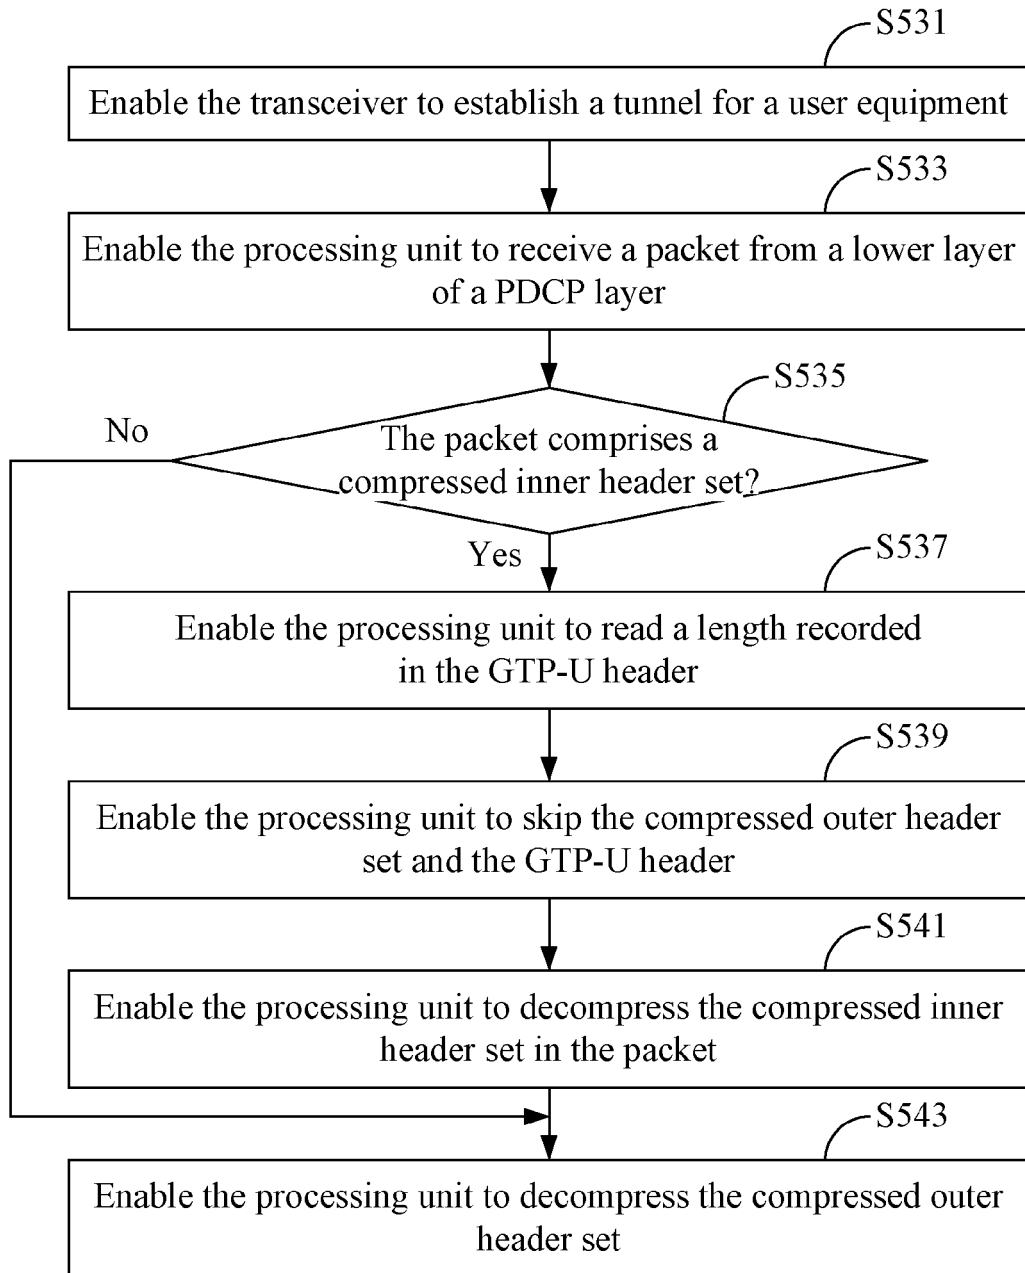 S531
Enable the transceiver to establish a tunnel for a user equipment
S533
Enable the processing unit to receive a packet from a lower layer
of a PDCP layer
S535
No
The packet comprises a
compressed inner header set?
Yes
S537
Enable the processing unit to read a length recorded
in the GTP-U header
S539
Enable the processing unit to skip the compressed outer header
set and the GTP-U header
S541
Enable the processing unit to decompress the compressed inner
header set in the packet
S543
Enable the processing unit to decompress the compressed outer
header set